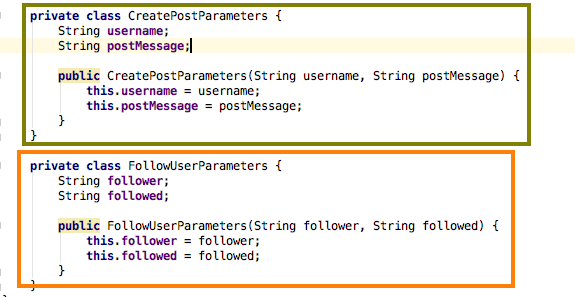 private class CreatePostParameters {
String username;
String postMessage;
public CreatePostParameters(String username, String postMessage) {
this.username = username;
this.postMessage = postMessage;
}
}
private class FollowUserParameters {
String follower;
String followed;
public FollowUserParameters(String follower, String followed) {
this.follower = follower;
this.followed = followed;
}
}
}